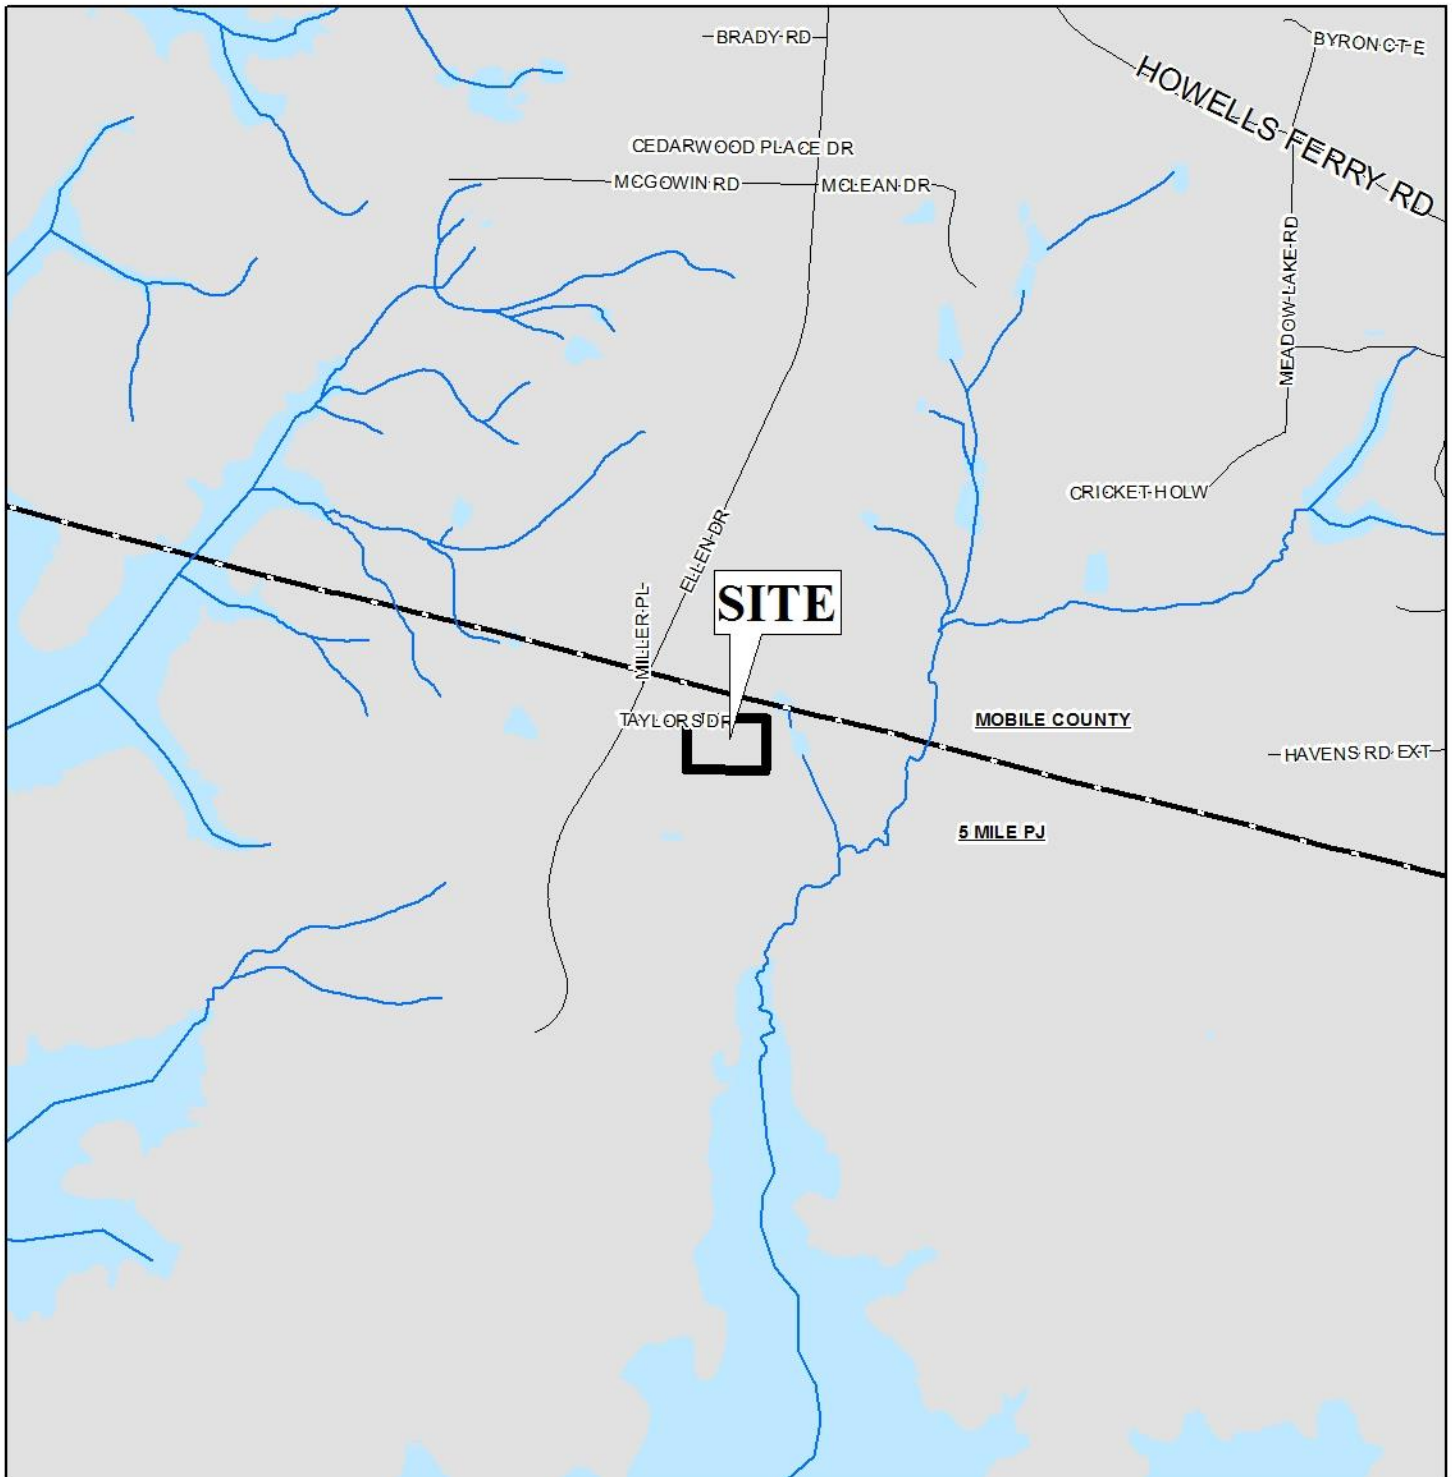 BRADY RD
BYRON CT E
HOWELLS FERRY RD
CEDARWOOD PLACE DR
MCGOWIN RD
MCLEAN DR
MEADOW LAKE RD
CRICKET HOLW
ELLEN DR
MILLER PL
SITE
TAYLORS DR
MOBILE COUNTY
HAVENS RD EXT
5 MILE PJ